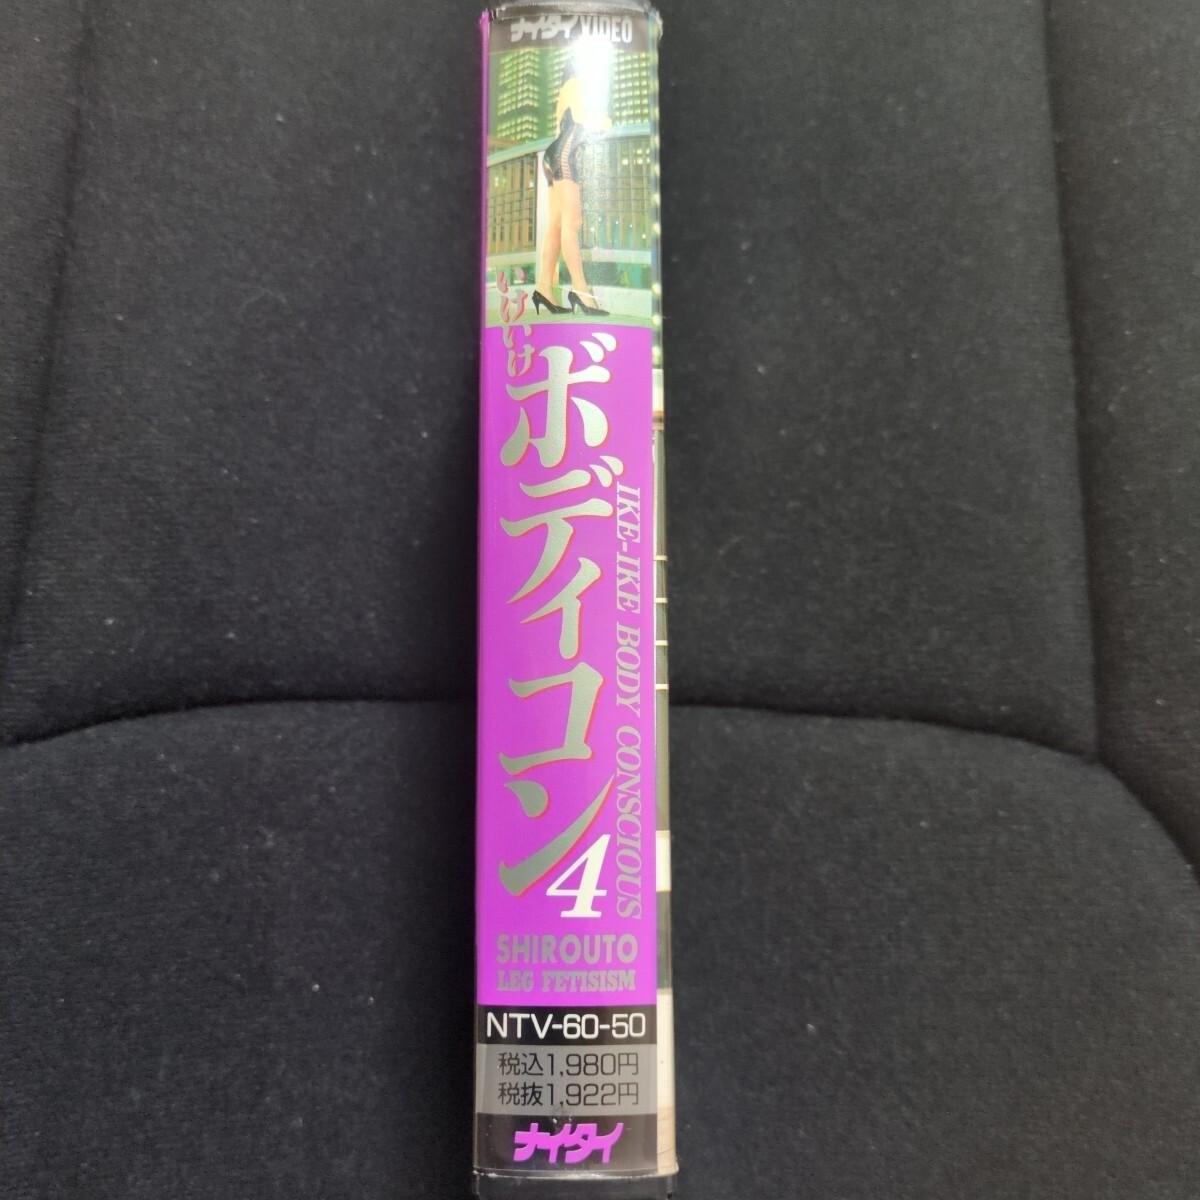 ナイタイVIDEO
いけいけ
ボディコン4
IKE-IKE BODY CONSCIOUS
SHIROUTO
LEG FETISISM
NTV-60-50
税込1,980円
税抜1,922円
ナイタイ